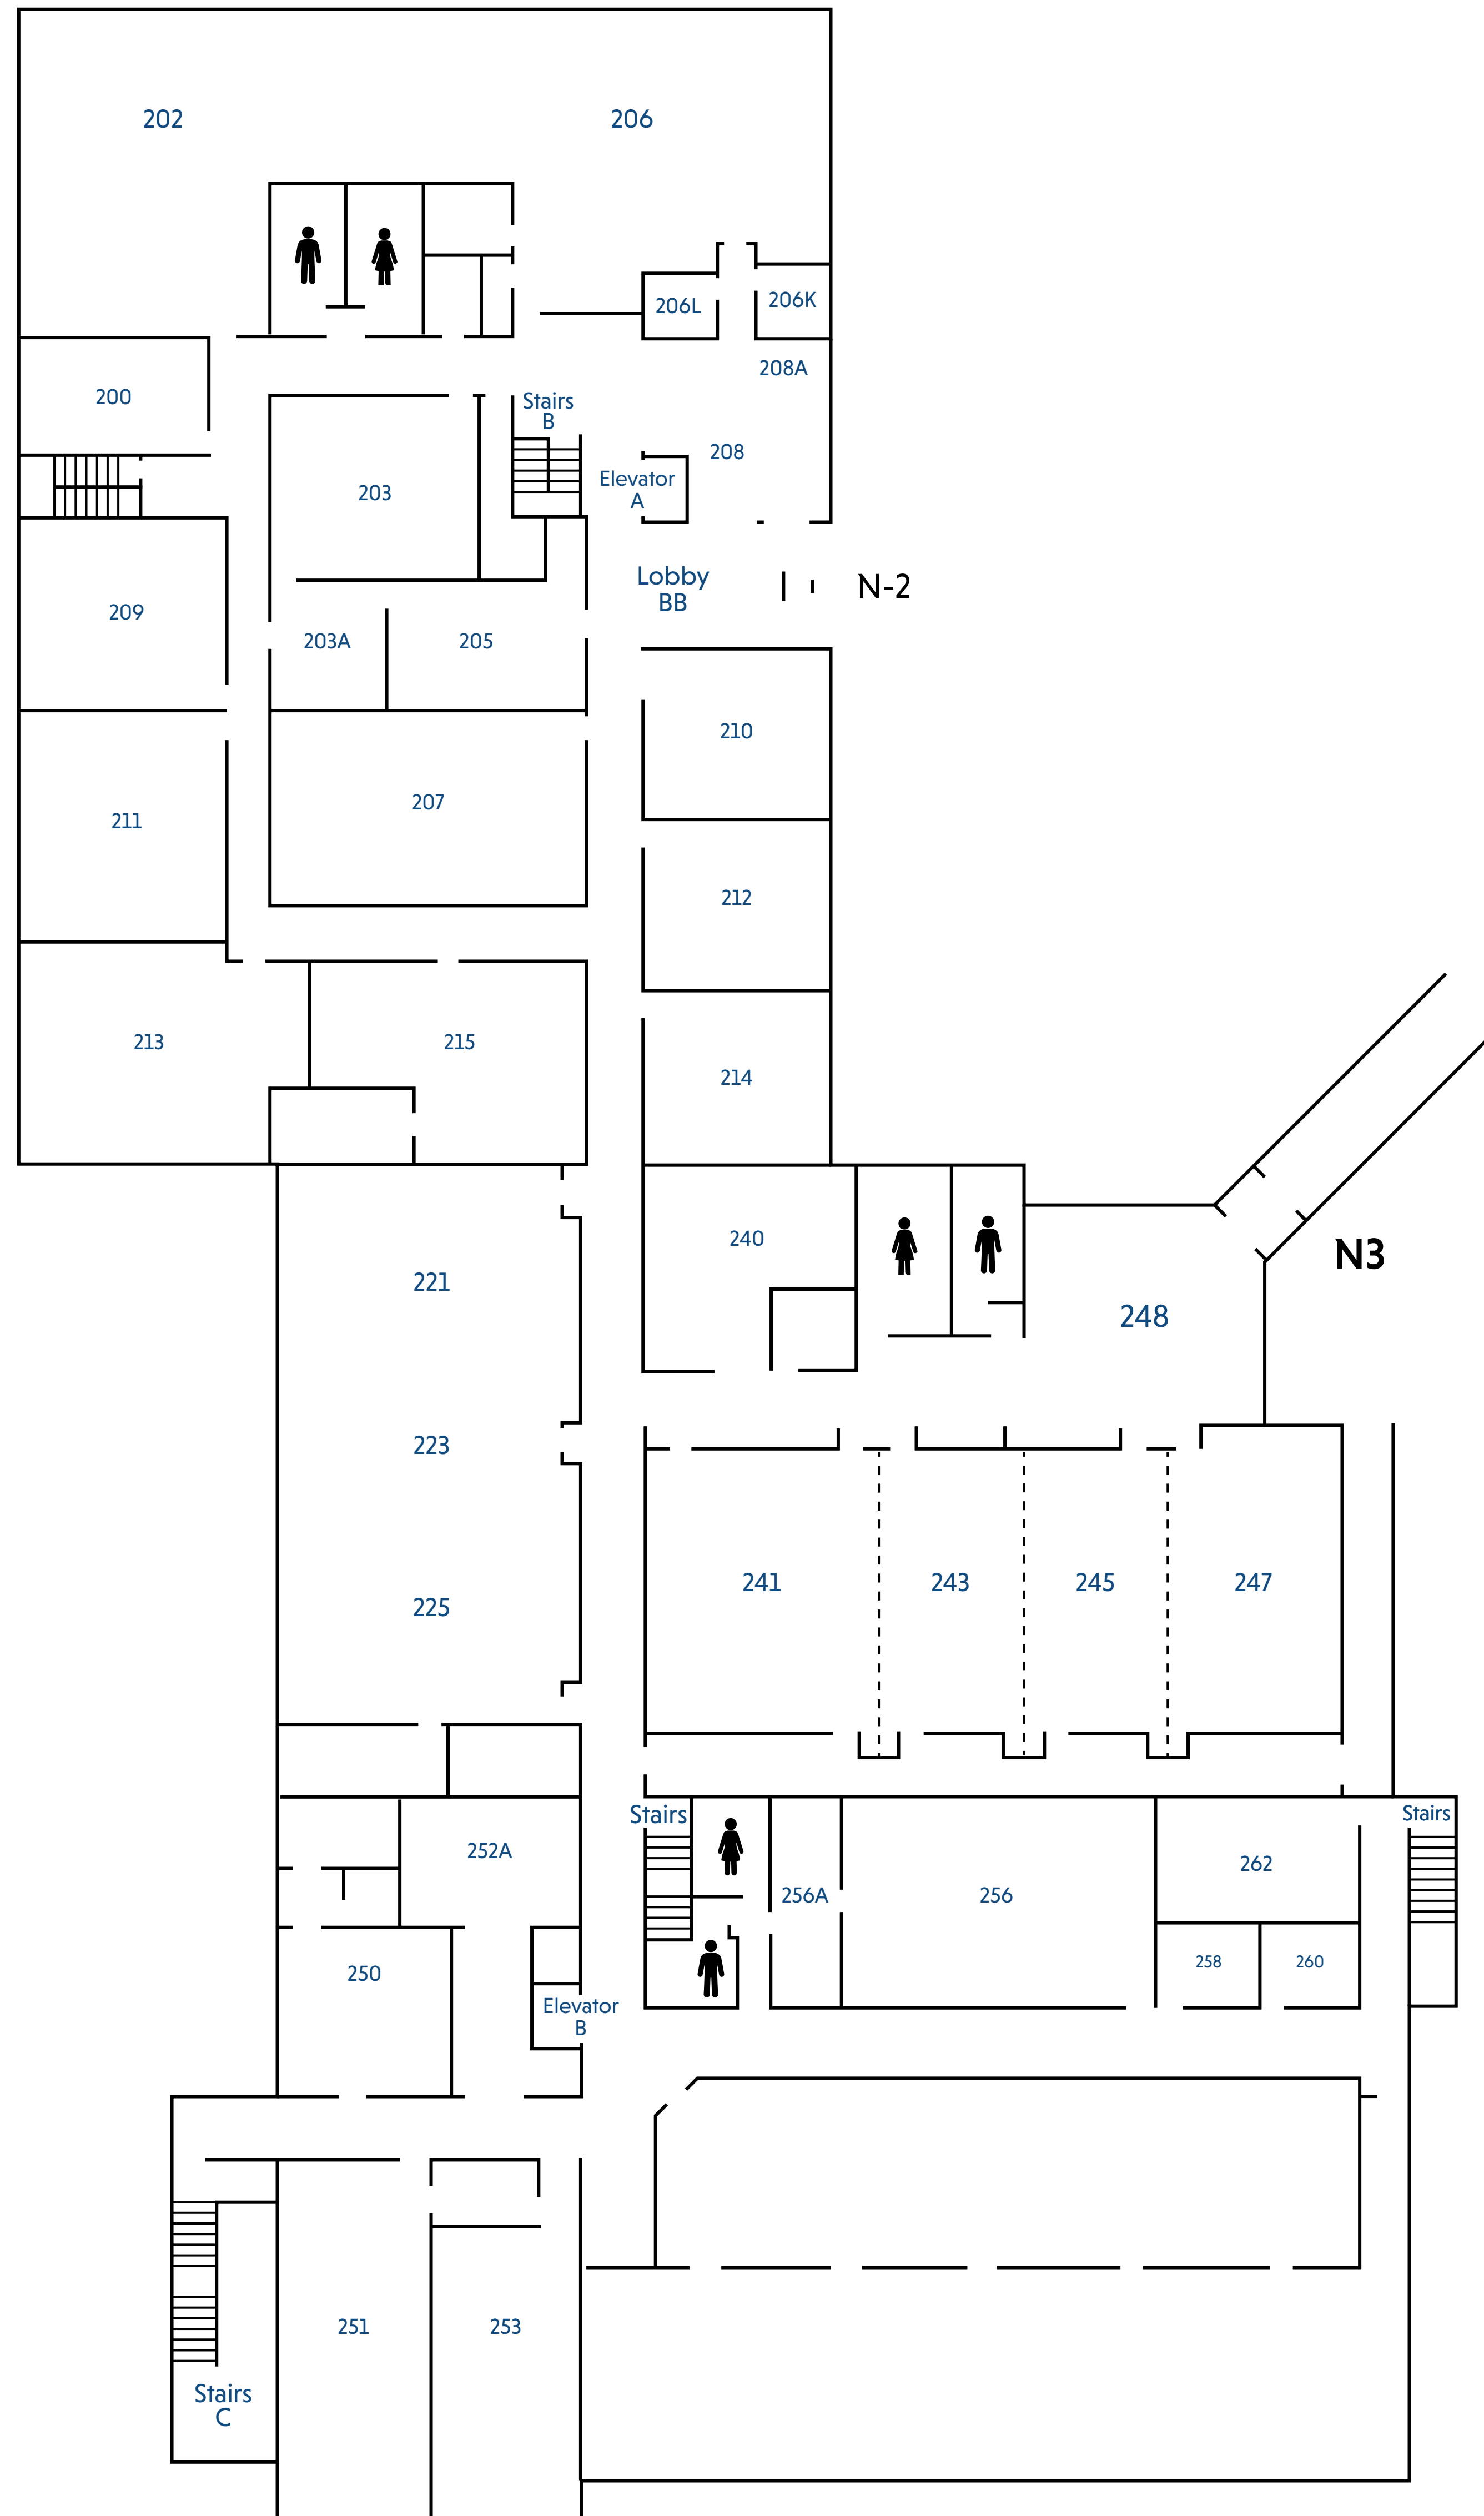 202
206
206L
206K
208A
200
Stairs
B
208
203
Elevator
A
Lobby
BB
N-2
209
203A
205
210
207
211
212
213
215
214
240
221
248
N3
223
241
243
245
247
225
Stairs
Stairs
252A
262
256A
256
250
258
260
Elevator
B
251
253
Stairs
C